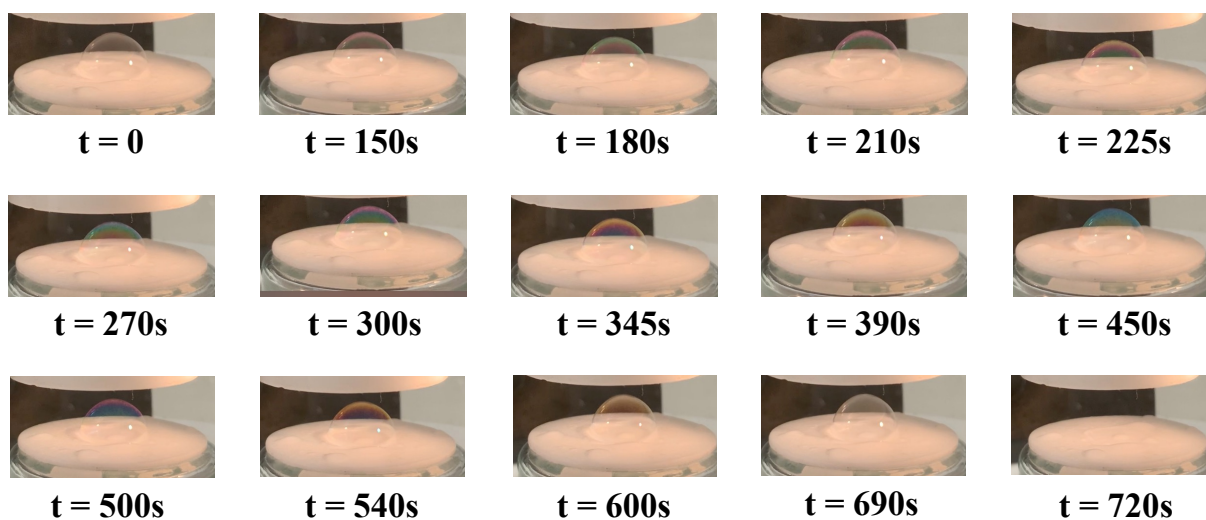 t = 0 t = 150s t = 180s t = 210s t = 225s
t = 270s t = 300s t = 345s t = 390s t = 450s
t = 500s t = 540s t = 600s t = 690s t = 720s